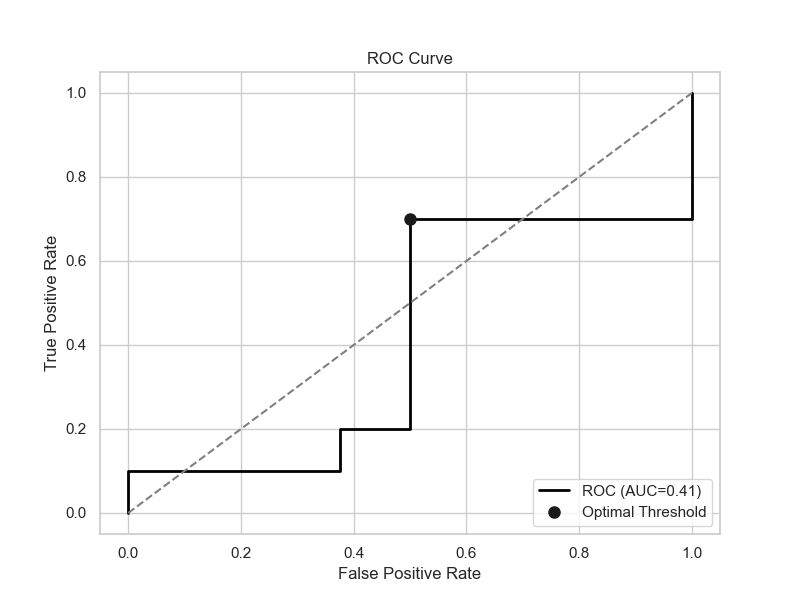 ROC Curve
True Positive Rate
1.0
0.8
0.6
0.4
0.2
0.0
0.0 0.2 0.4 0.6 0.8 1.0
False Positive Rate
ROC (AUC=0.41)
Optimal Threshold